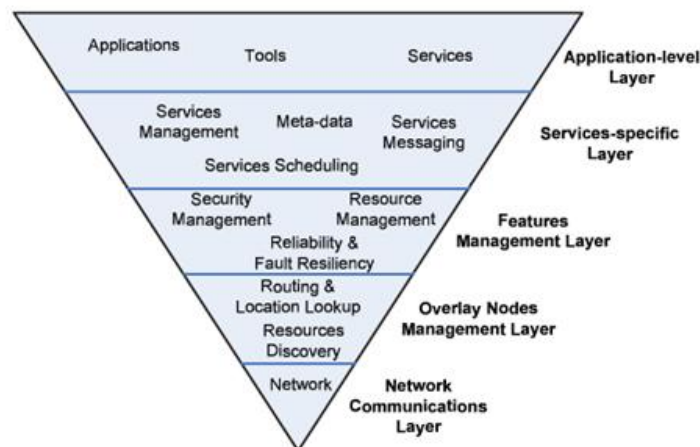 Applications
Tools
Services
Application-level
Layer
Services
Management
Meta-data
Services
Messaging
Services Scheduling
Services-specific
Layer
Security
Management
Resource
Management
Reliability &
Fault Resiliency
Features
Management Layer
Routing &
Location Lookup
Resources
Discovery
Overlay Nodes
Management Layer
Network
Network
Communications
Layer